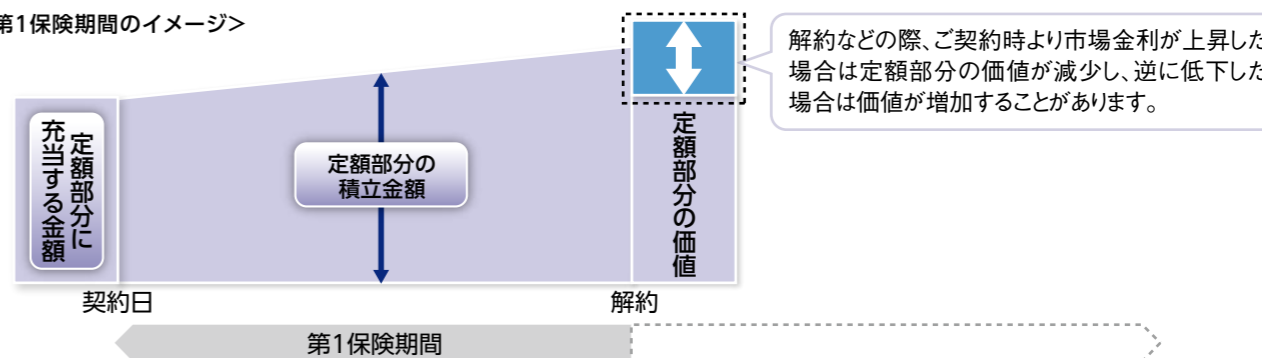 第1保険期間のイメージ>
解約などの際、ご契約時より市場金利が上昇した
場合は定額部分の価値が減少し、逆に低下した
場合は価値が増加することがあります。
定額部分に
充当する金額
定額部分の
積立金額
定額部分の価値
契約日
解約
第1保険期間